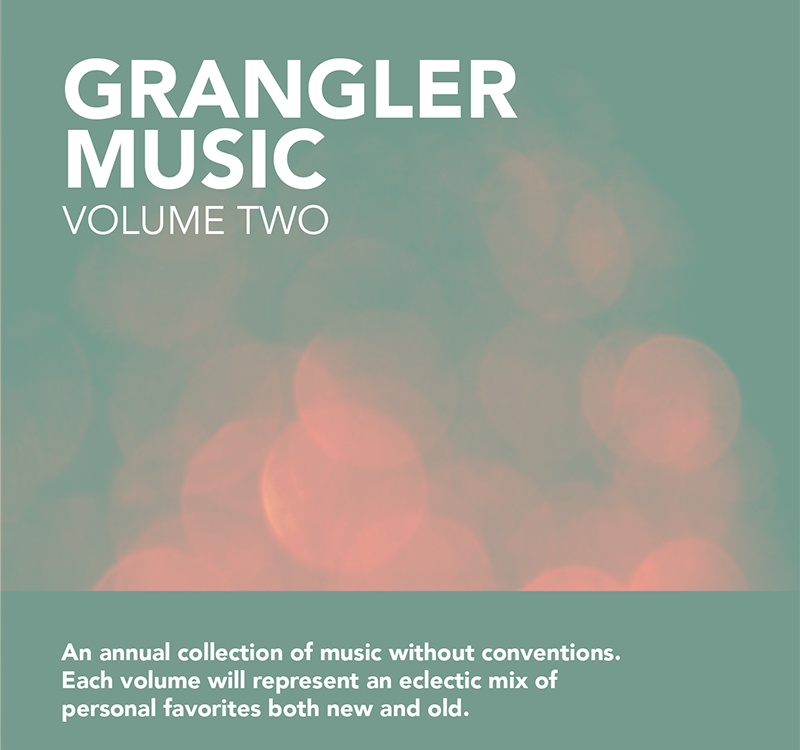 GRANGLER
MUSIC
VOLUME TWO
An annual collection of music without conventions.
Each volume will represent an eclectic mix of
personal favorites both new and old.